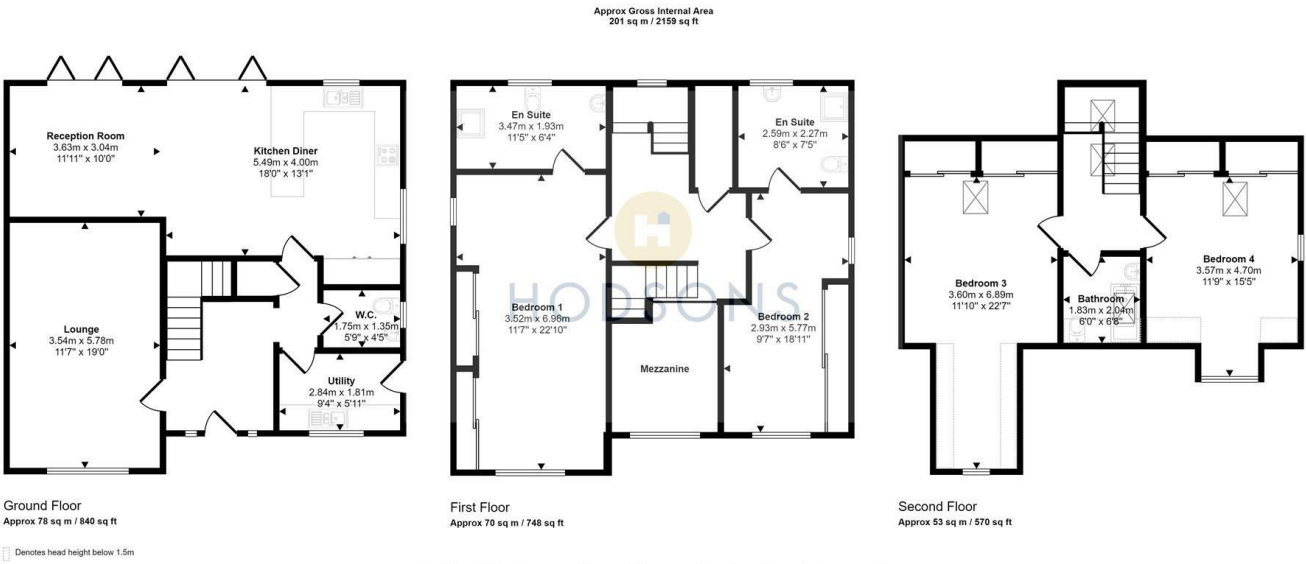 Approx Gross Internal Area
201 sq m / 2159 sq ft
Reception Room
3.63m x 3.04m
11'11" x 10'0"
Kitchen Diner
5.49m x 4.00m
18'0" x 13'1"
Lounge
3.54m x 5.78m
11'7" x 19'0"
W.C.
1.75m x 1.35m
5'9" x 4'5"
Utility
2.84m x 1.81m
9'4" x 5'11"
Ground Floor
Approx 78 sq m / 840 sq ft
Denotes head height below 1.5m
En Suite
3.47m x 1.93m
11'5" x 6'4"
En Suite
2.59m x 2.27m
8'6" x 7'5"
H
HODSONS
Bedroom 1
3.52m x 6.96m
11'7" x 22'10"
Bedroom 2
2.93m x 5.77m
9'7" x 18'11"
Mezzanine
First Floor
Approx 70 sq m / 748 sq ft
Bedroom 3
3.60m x 6.89m
11'10" x 22'7"
Bathroom
1.83m x 2.04m
6'0" x 6'8"
Bedroom 4
3.57m x 4.70m
11'9" x 15'5"
Second Floor
Approx 53 sq m / 570 sq ft